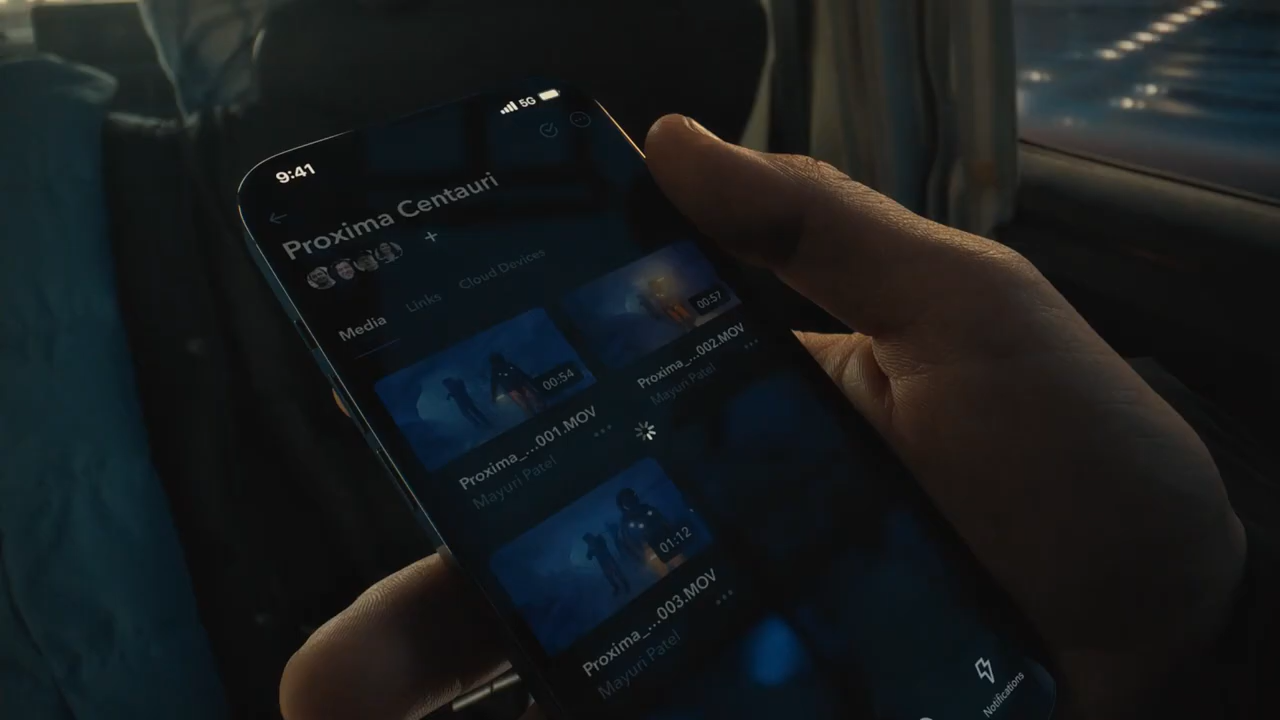 9:41
5G
Proxima Centauri
Media Links Cloud Devices
00:54
00:57
Proxima_...001.MOV
Mayuri Patel
Proxima_...002.MOV
Mayuri Patel
01:12
Proxima_...003.MOV
Mayuri Patel
Notifications